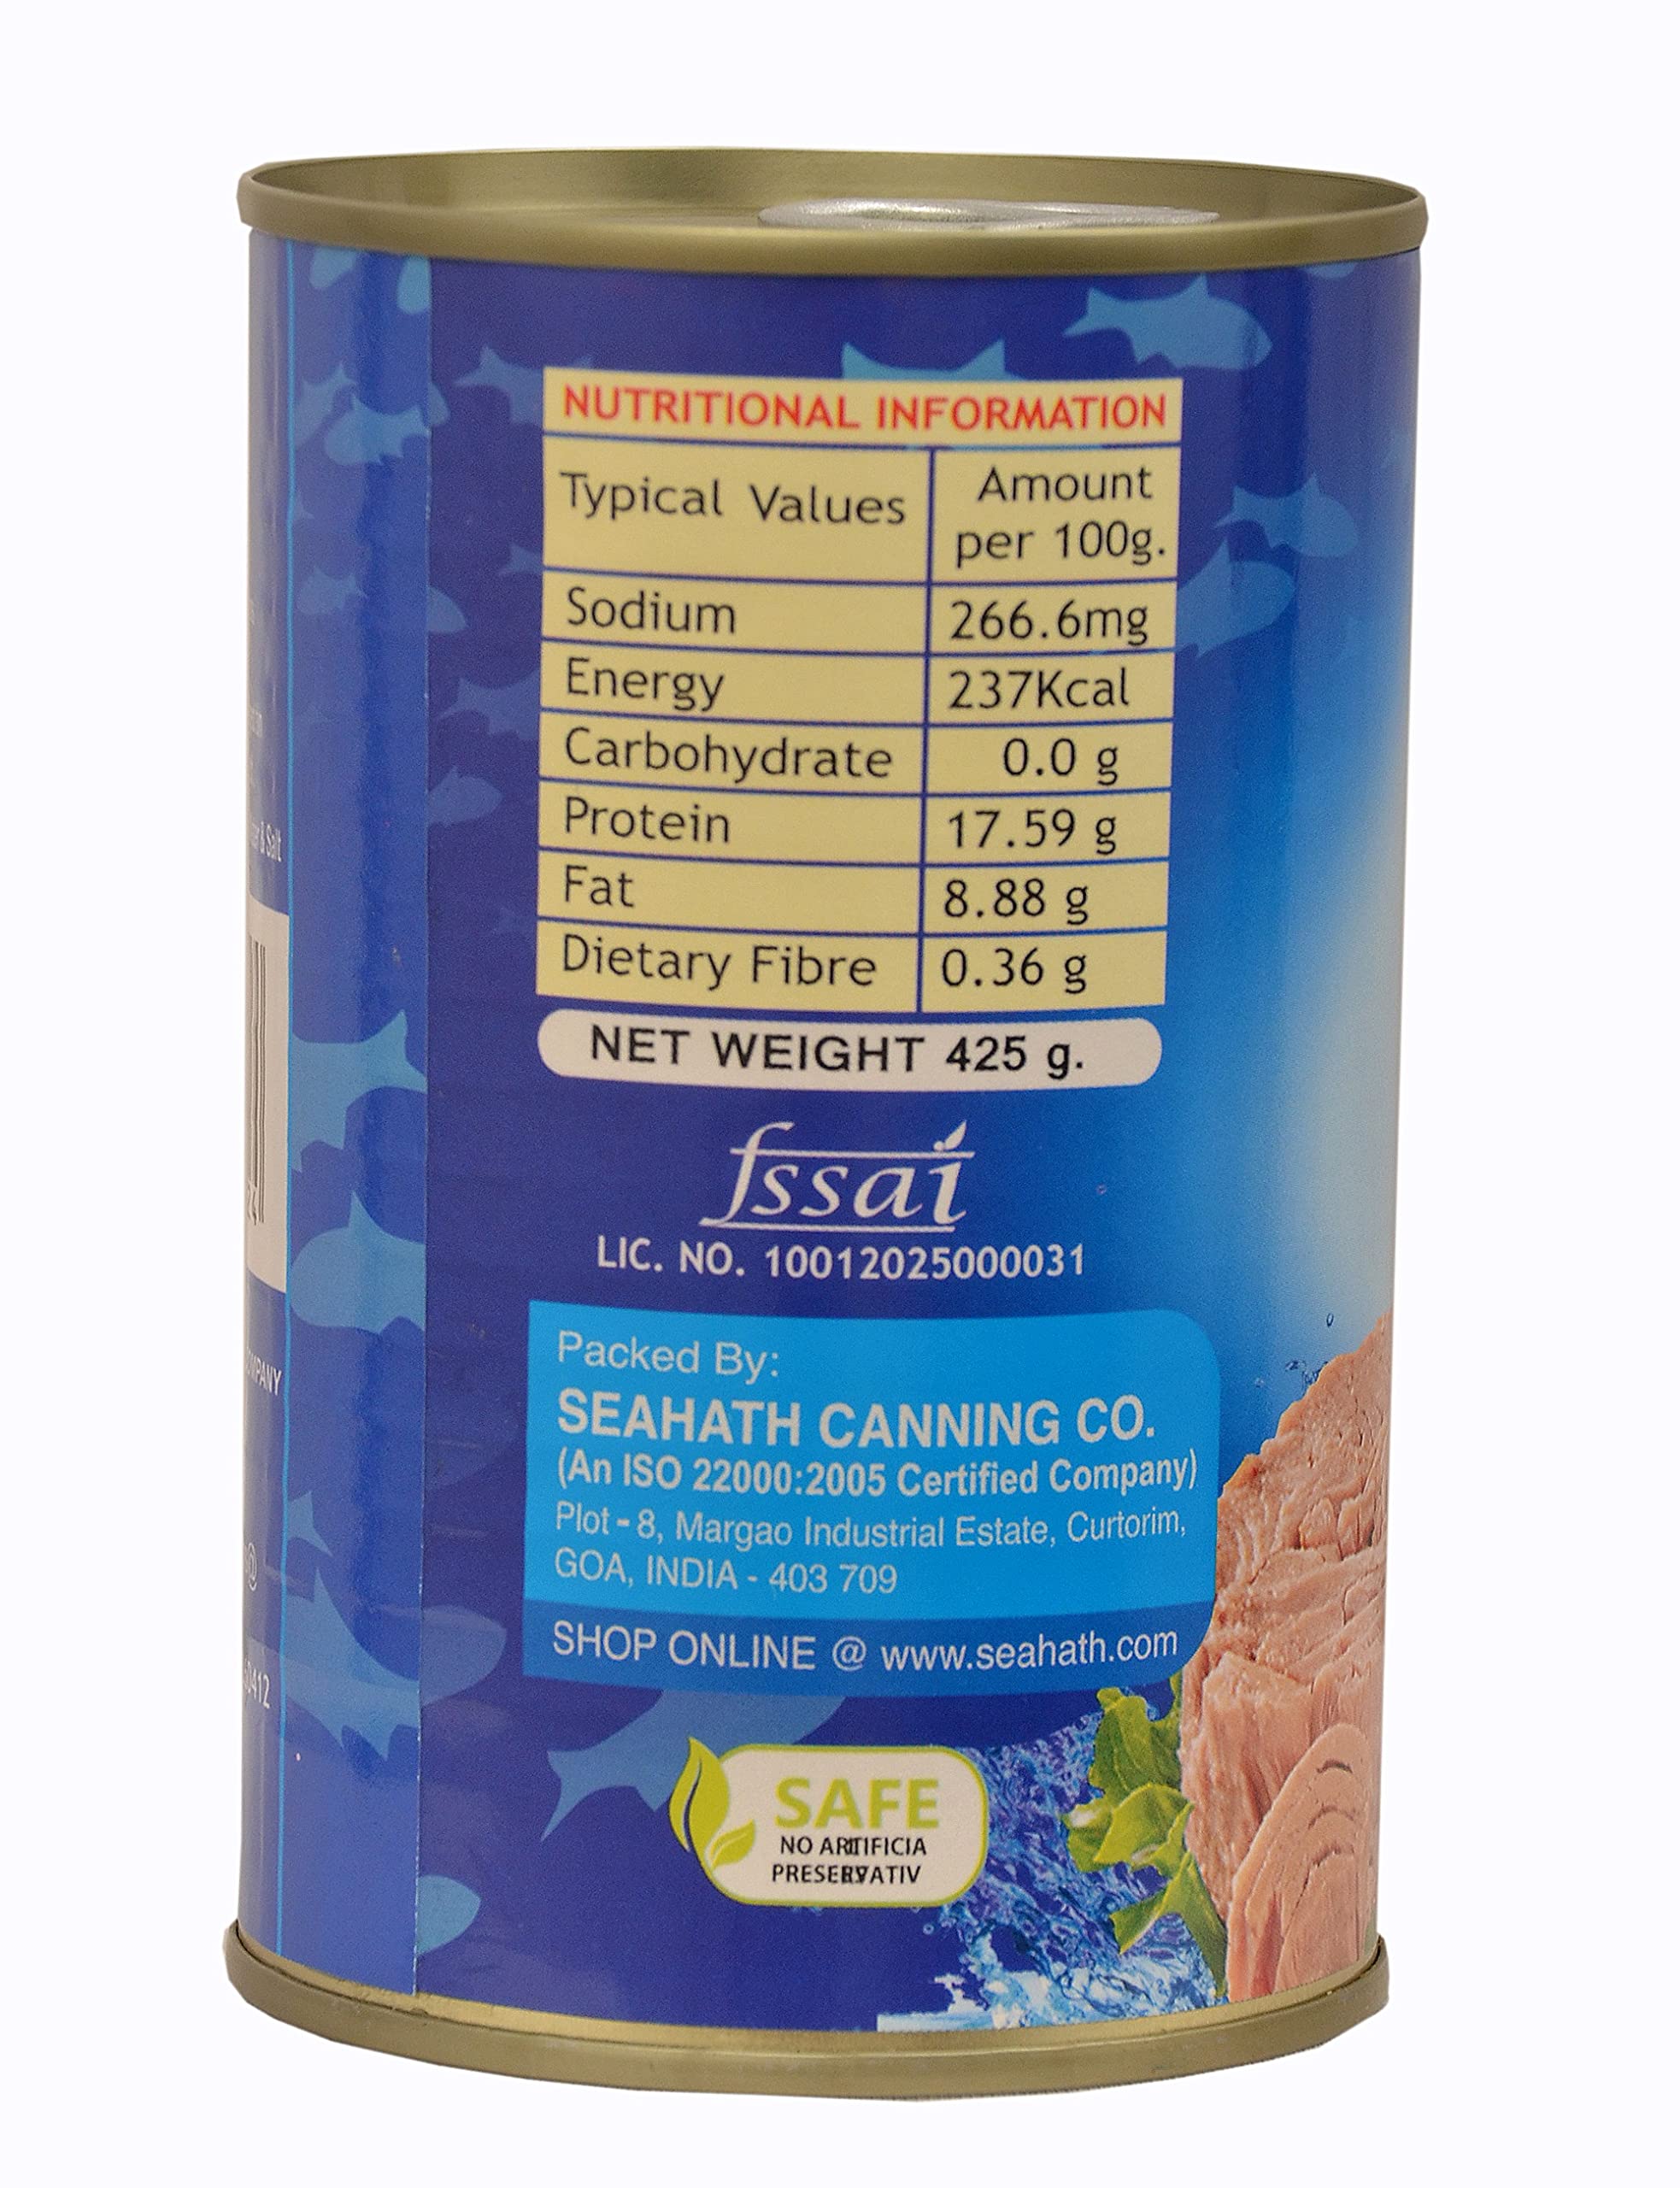 NUTRITIONAL INFORMATION
Typical Values Amount per 100g.
Sodium 266.6mg
Energy 237Kcal
Carbohydrate 0.0 g
Protein 17.59 g
Fat 8.88 g
Dietary Fibre 0.36 g
NET WEIGHT 425 g.
fssai
LIC. NO. 10012025000031
Packed By:
SEAHATH CANNING CO.
(An ISO 22000:2005 Certified Company)
Plot - 8, Margao Industrial Estate, Curtorim,
GOA, INDIA - 403 709
SHOP ONLINE @ www.seahath.com
SAFE
NO
& Salt
24